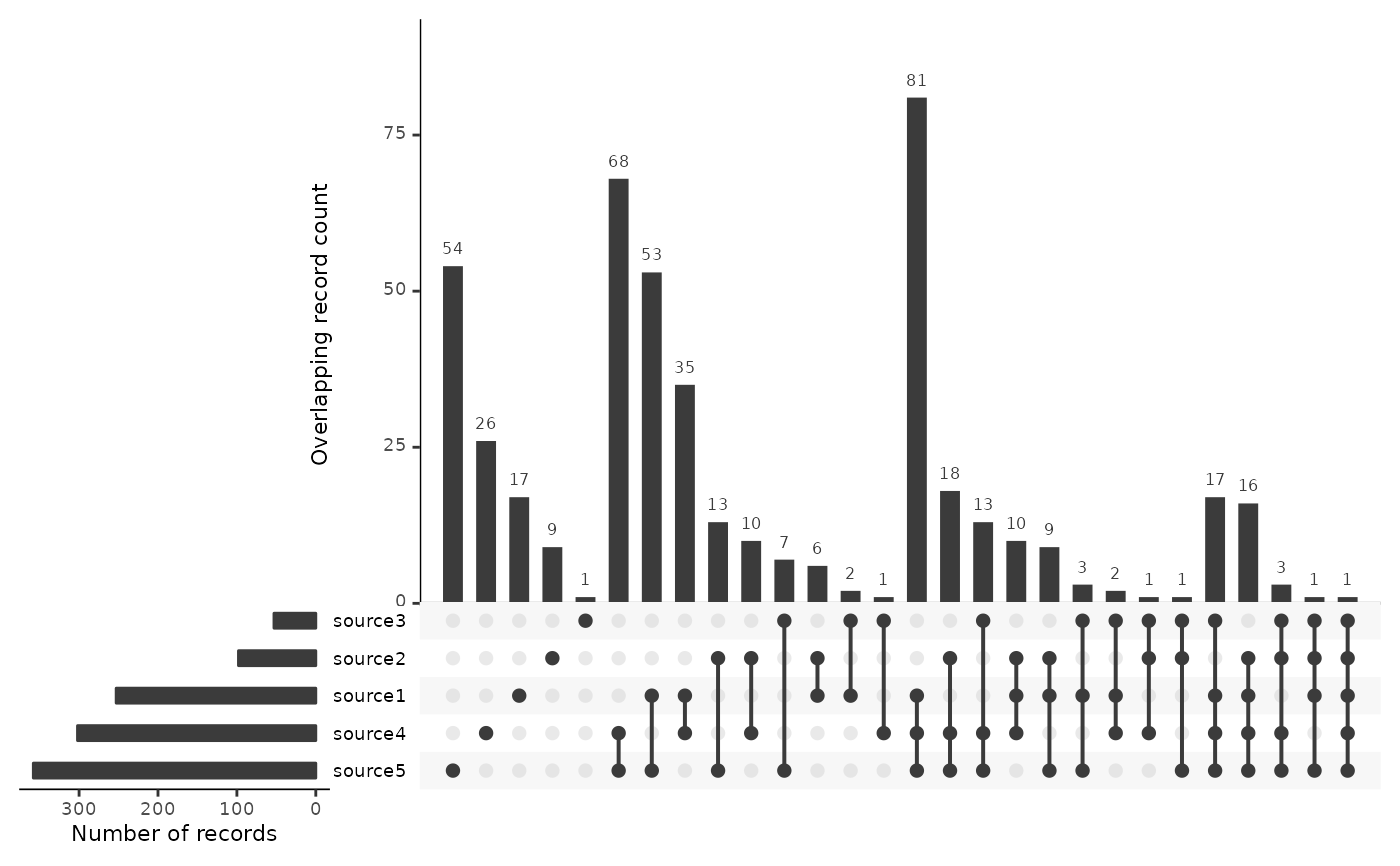 Overlapping record count
75
50
25
0
54 26 17 9 1 68 53 35 13 10 7 6 2 1 81 18 13 10 9 3 2 1 1 17 16 3 1 1
source3
source2
source1
source4
source5
300 200 100 0
Number of records